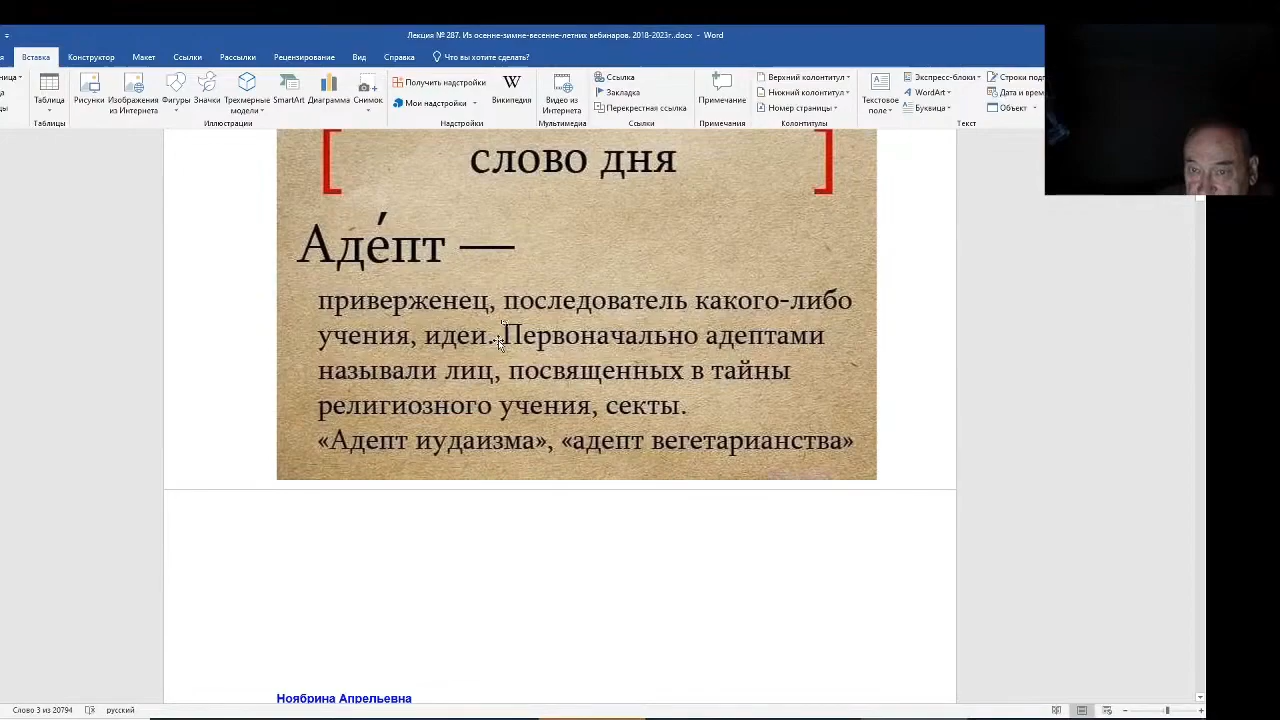 Лекция № 287. Из осенне-зимне-весенне-летних вебинаров. 2018-2023г..docx - Word
Вставка Конструктор Макет Ссылки Рассылки Рецензирование Вид Справка Что вы хотите сделать?
Таблица
Таблицы
Рисунки
Изображения из Интернета
Фигуры
Значки
Трехмерные модели
SmartArt
Диаграмма
Снимок
Иллюстрации
Получить надстройки
Мои надстройки
Википедия
Надстройки
Видео из Интернета
Мультимедиа
Ссылка
Закладка
Перекрестная ссылка
Ссылки
Примечание
Примечания
Верхний колонтитул
Нижний колонтитул
Номер страницы
Колонтитулы
Текстовое поле
Экспресс-блоки
WordArt
Буквица
Строки
Дата и
Объект
Текст
[ слово дня ]
Аде́пт —
приверженец, последователь какого-либо
учения, идеи. Первоначально адептами
называли лиц, посвященных в тайны
религиозного учения, секты.
«Адепт иудаизма», «адепт вегетарианства»
Ноябрина Апрельевна
Слово 3 из 20794 русский